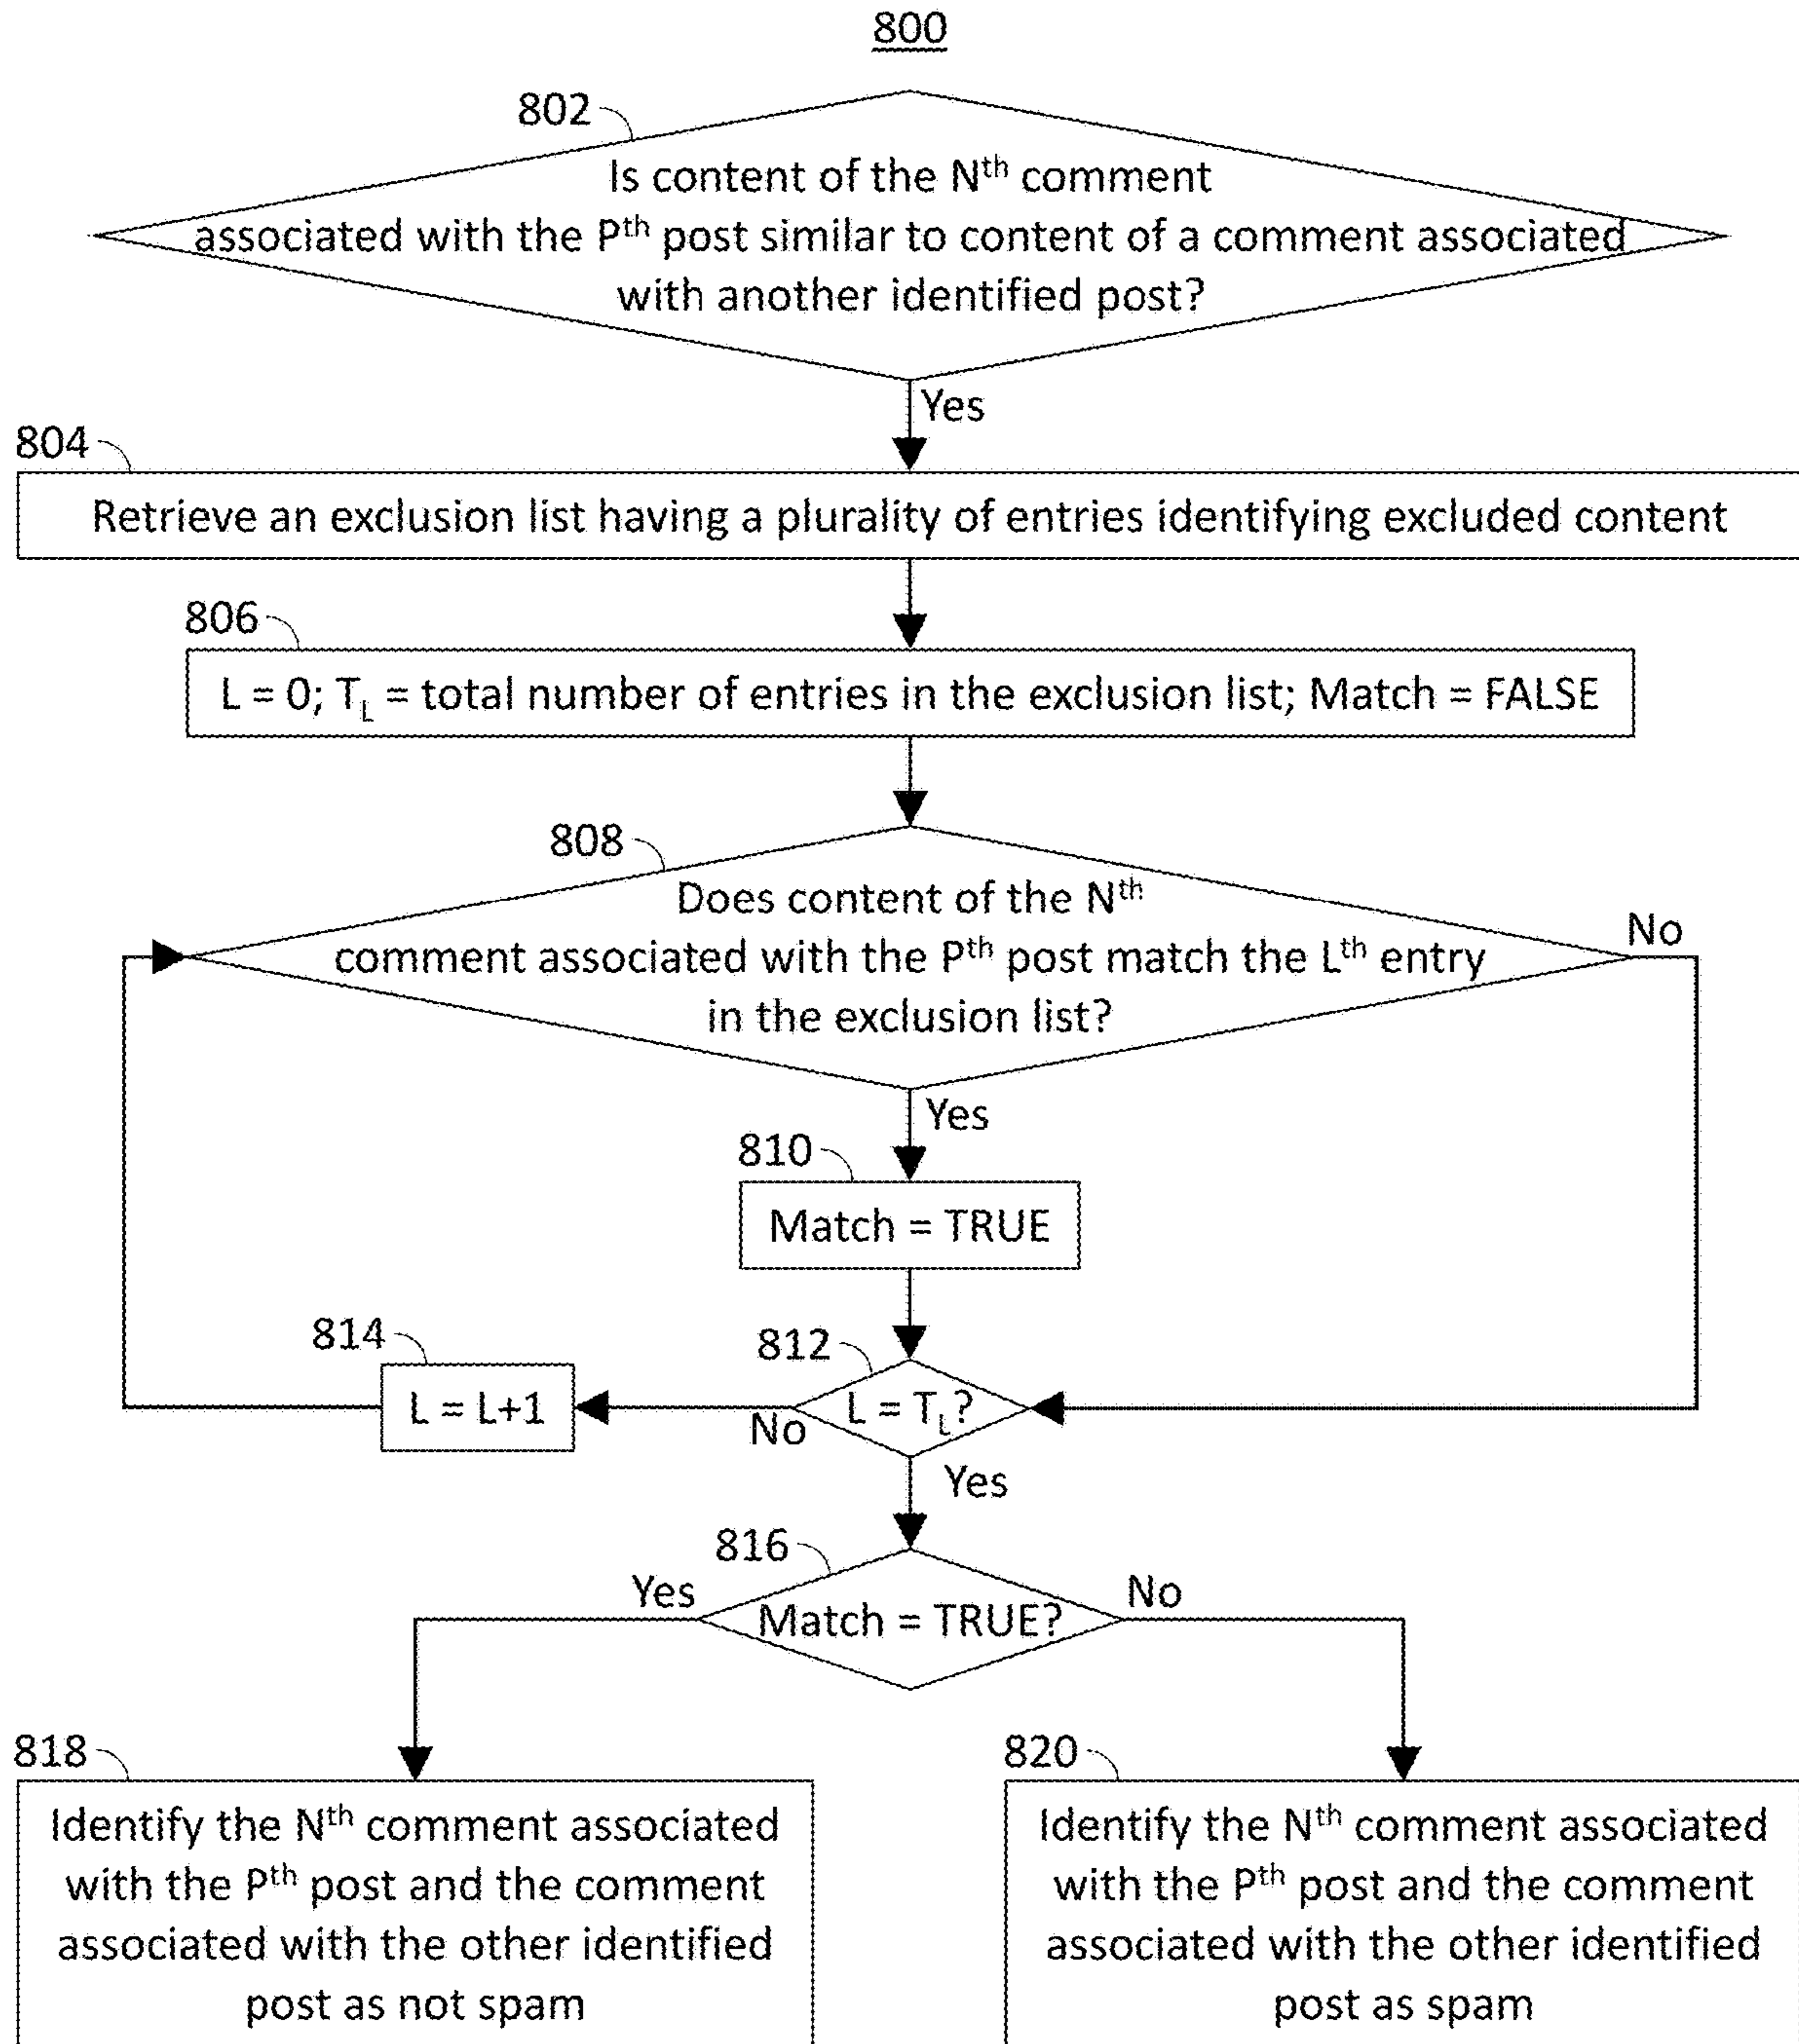 800
802
Is content of the Nth comment
associated with the Pth post similar to content of a comment associated
with another identified post?
Yes
804
Retrieve an exclusion list having a plurality of entries identifying excluded content
806
L = 0; TL = total number of entries in the exclusion list; Match = FALSE
808
Does content of the Nth
comment associated with the Pth post match the Lth entry
in the exclusion list?
No
Yes
810
Match = TRUE
814
L = L+1
812
L = TL?
No
Yes
816
Match = TRUE?
Yes
No
818
Identify the Nth comment associated
with the Pth post and the comment
associated with the other identified
post as not spam
820
Identify the Nth comment associated
with the Pth post and the comment
associated with the other identified
post as spam